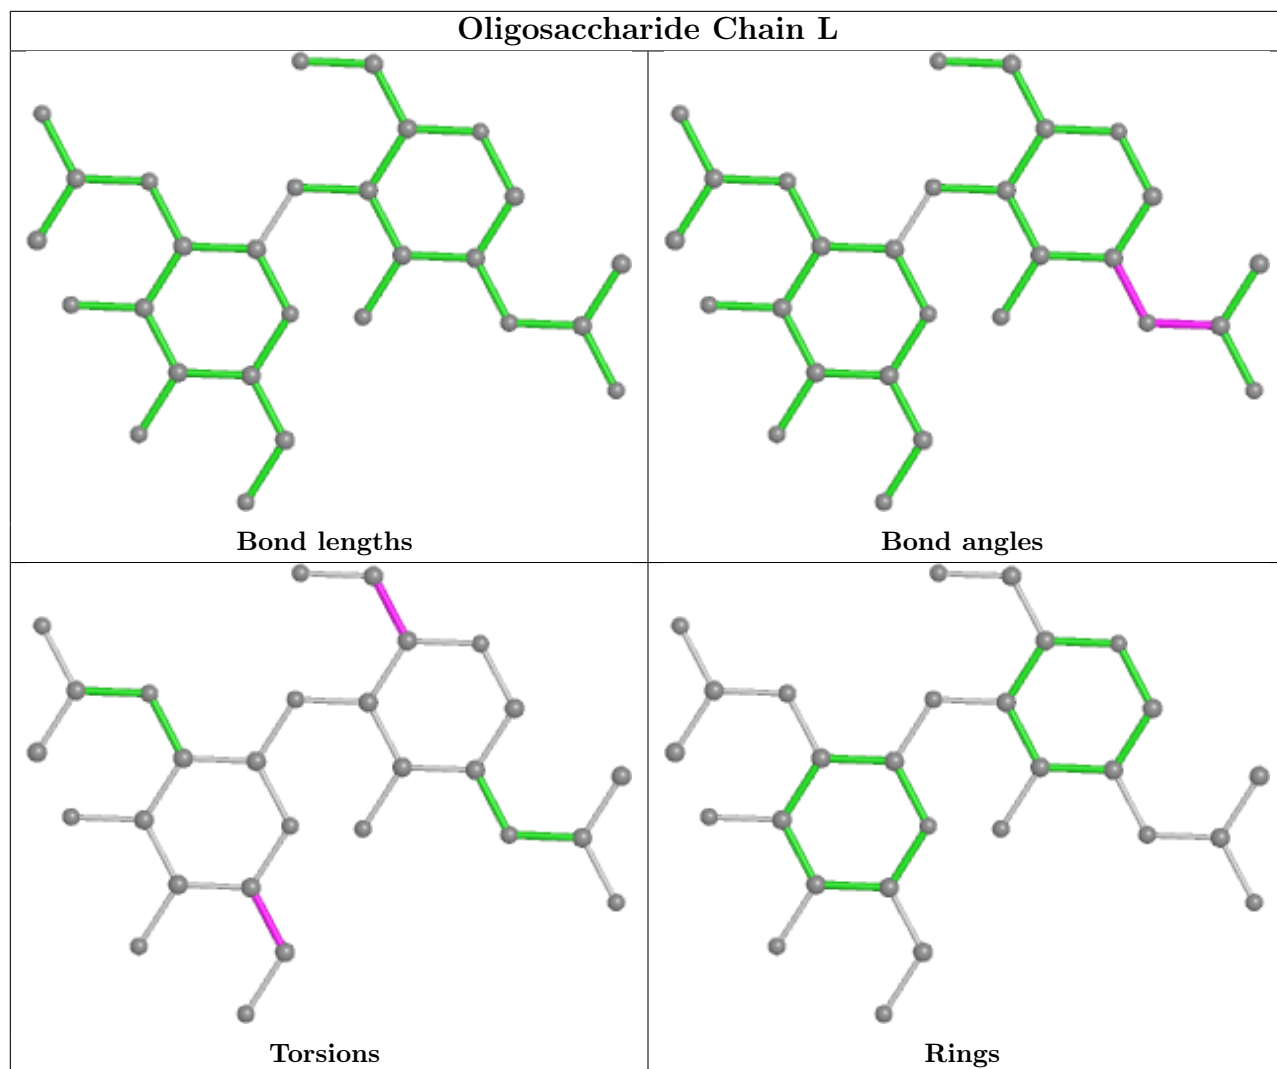 Oligosaccharide Chain L
Bond lengths
Bond angles
Torsions
Rings